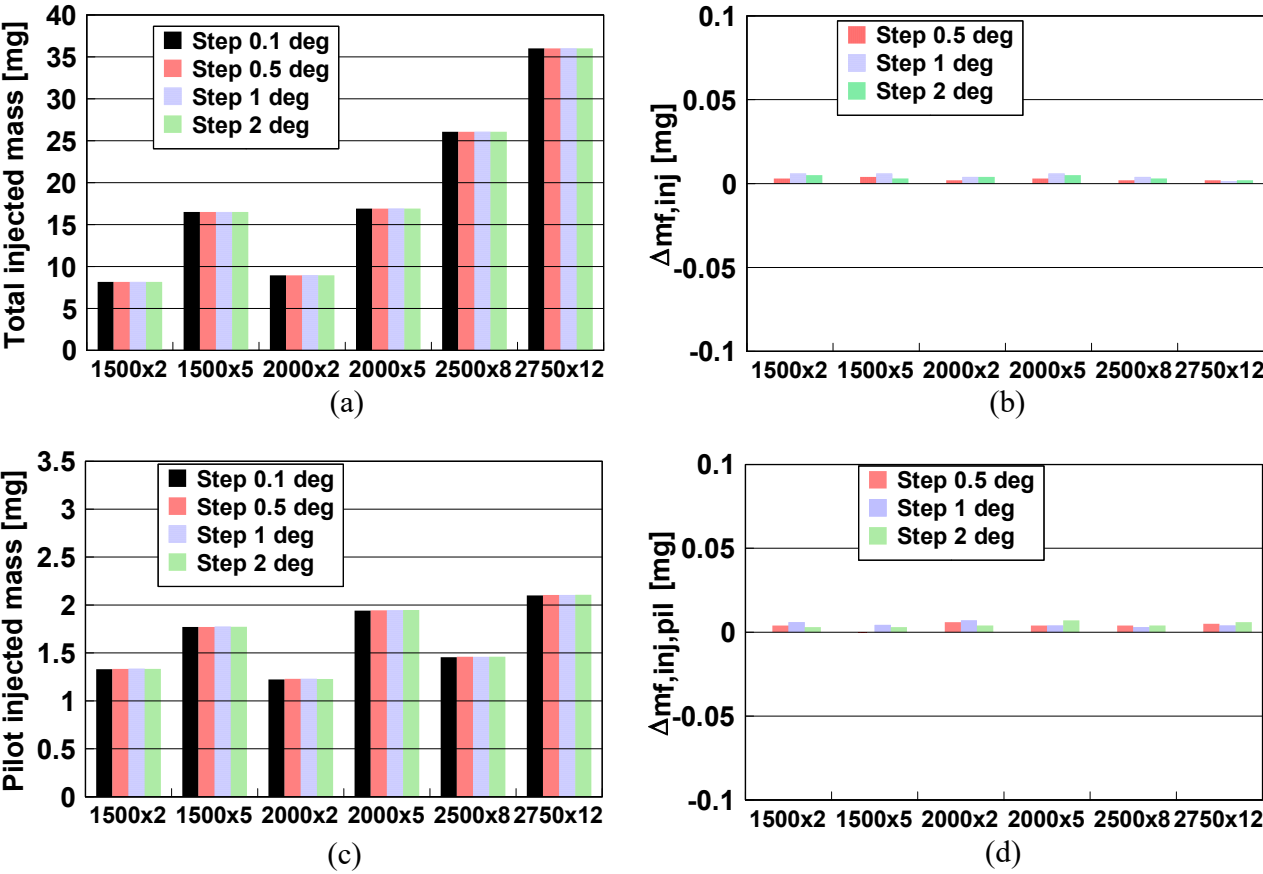 Total injected mass [mg]
40
35
30
25
20
15
10
5
0
Step 0.1 deg
Step 0.5 deg
Step 1 deg
Step 2 deg
1500x2 1500x5 2000x2 2000x5 2500x8 2750x12
(a)
Δmf,inj [mg]
0.1
0.05
0
-0.05
-0.1
Step 0.5 deg
Step 1 deg
Step 2 deg
1500x2 1500x5 2000x2 2000x5 2500x8 2750x12
(b)
Pilot injected mass [mg]
3.5
3
2.5
2
1.5
1
0.5
0
Step 0.1 deg
Step 0.5 deg
Step 1 deg
Step 2 deg
1500x2 1500x5 2000x2 2000x5 2500x8 2750x12
(c)
Δmf,inj,pil [mg]
0.1
0.05
0
-0.05
-0.1
Step 0.5 deg
Step 1 deg
Step 2 deg
1500x2 1500x5 2000x2 2000x5 2500x8 2750x12
(d)